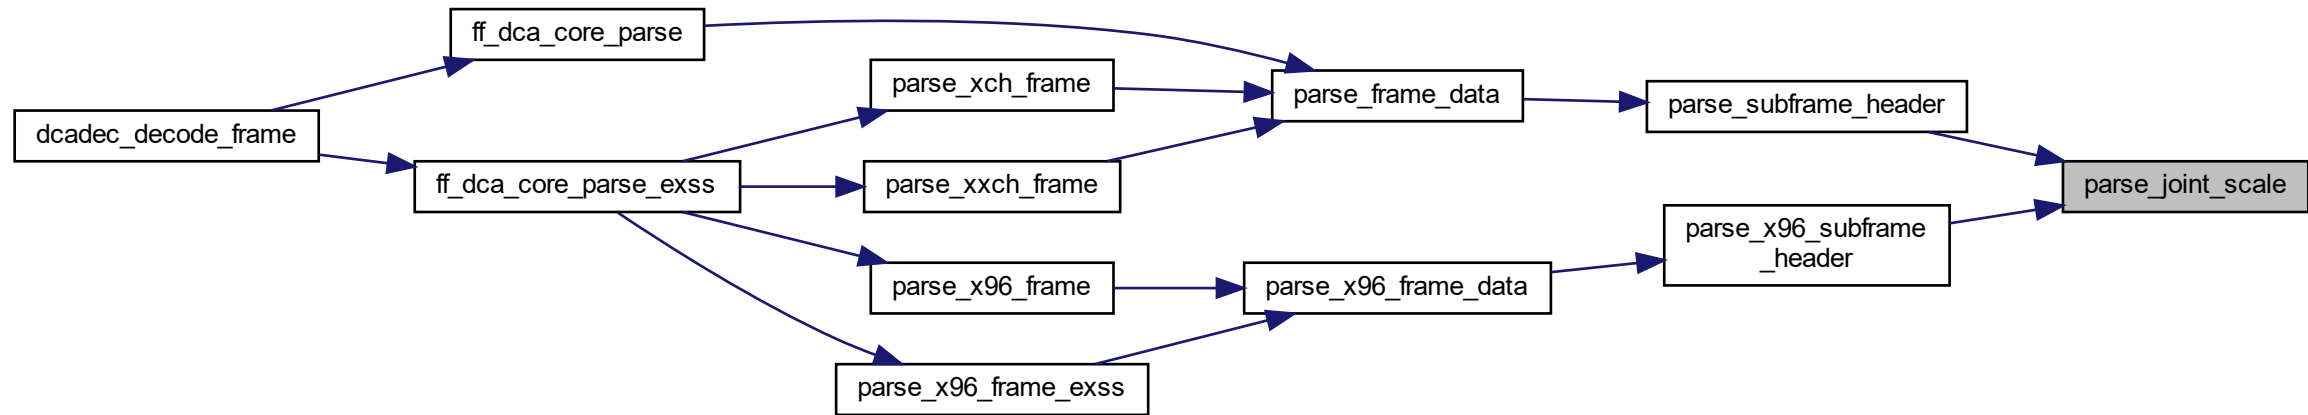 ff_dca_core_parse
parse_xch_frame
parse_frame_data
parse_subframe_header
dcadec_decode_frame
ff_dca_core_parse_exss
parse_xxch_frame
parse_joint_scale
parse_x96_subframe
_header
parse_x96_frame
parse_x96_frame_data
parse_x96_frame_exss